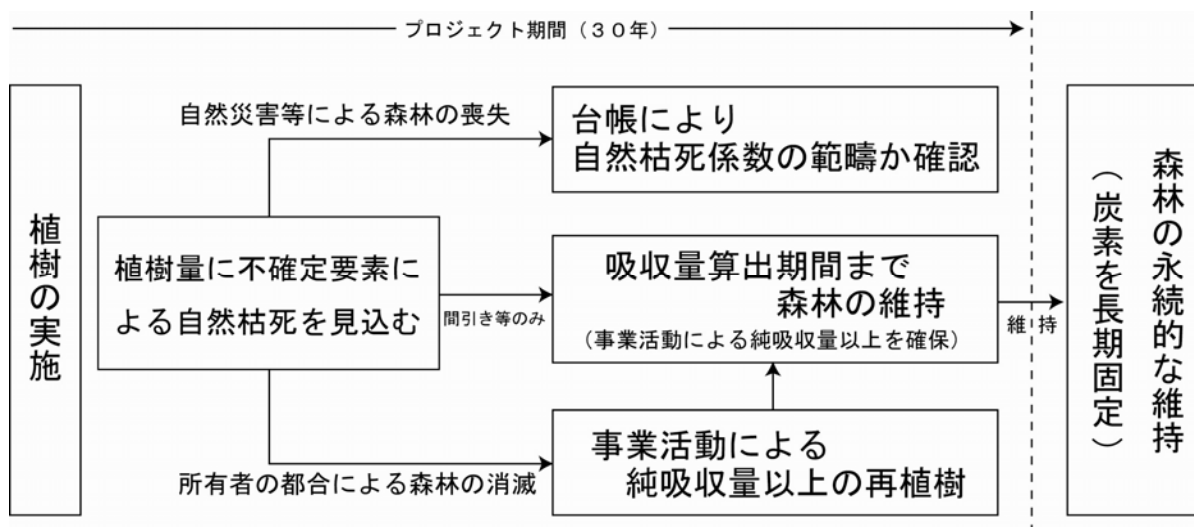 プロジェクト期間（３０年）
植樹の実施
自然災害等による森林の喪失
台帳により
自然枯死係数の範疇か確認
植樹量に不確定要素に
よる自然枯死を見込む
間引き等のみ
吸収量算出期間まで
森林の維持
（事業活動による純吸収量以上を確保）
維持
所有者の都合による森林の消滅
事業活動による
純吸収量以上の再植樹
森林の永続的な維持
（炭素を長期固定）